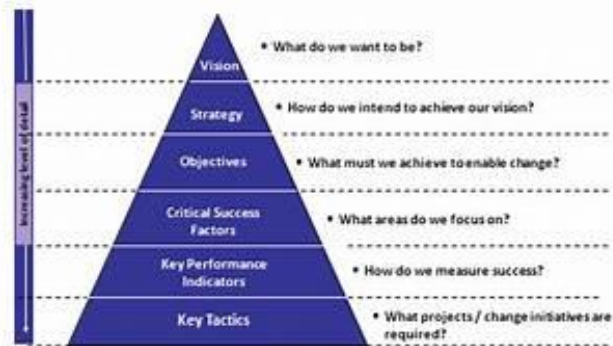 Increasing level of detail
Vision
• What do we want to be?
Strategy
• How do we intend to achieve our vision?
Objectives
• What must we achieve to enable change?
Critical Success
Factors
• What areas do we focus on?
Key Performance
Indicators
• How do we measure success?
Key Tactics
• What projects / change initiatives are
required?